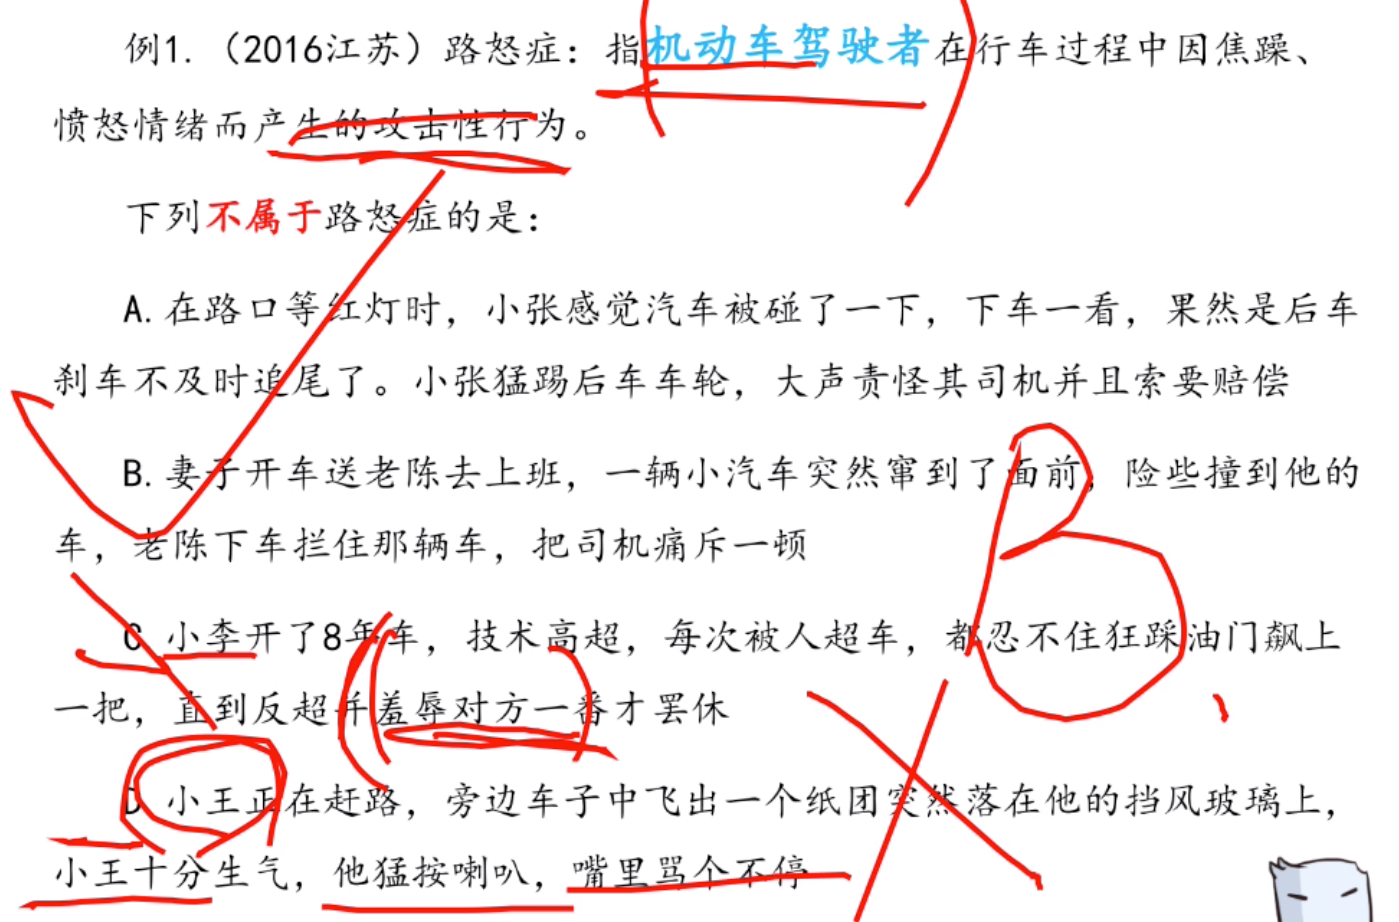 例1.（2016江苏）路怒症：指机动车驾驶者在行车过程中因焦躁、
愤怒情绪而产生的攻击性行为。
下列不属于路怒症的是：
A.在路口等红灯时，小张感觉汽车被碰了一下，下车一看，果然是后车
刹车不及时追尾了。小张猛踢后车车轮，大声责怪其司机并且索要赔偿
B.妻子开车送老陈去上班，一辆小汽车突然窜到了面前，险些撞到他的
车，老陈下车拦住那辆车，把司机痛斥一顿
C.小李开了8年车，技术高超，每次被人超车，都忍不住狂踩油门飙上
一把，直到反超并羞辱对方一番才罢休
D.小王正在赶路，旁边车子中飞出一个纸团突然落在他的挡风玻璃上，
小王十分生气，他猛按喇叭，嘴里骂个不停
B